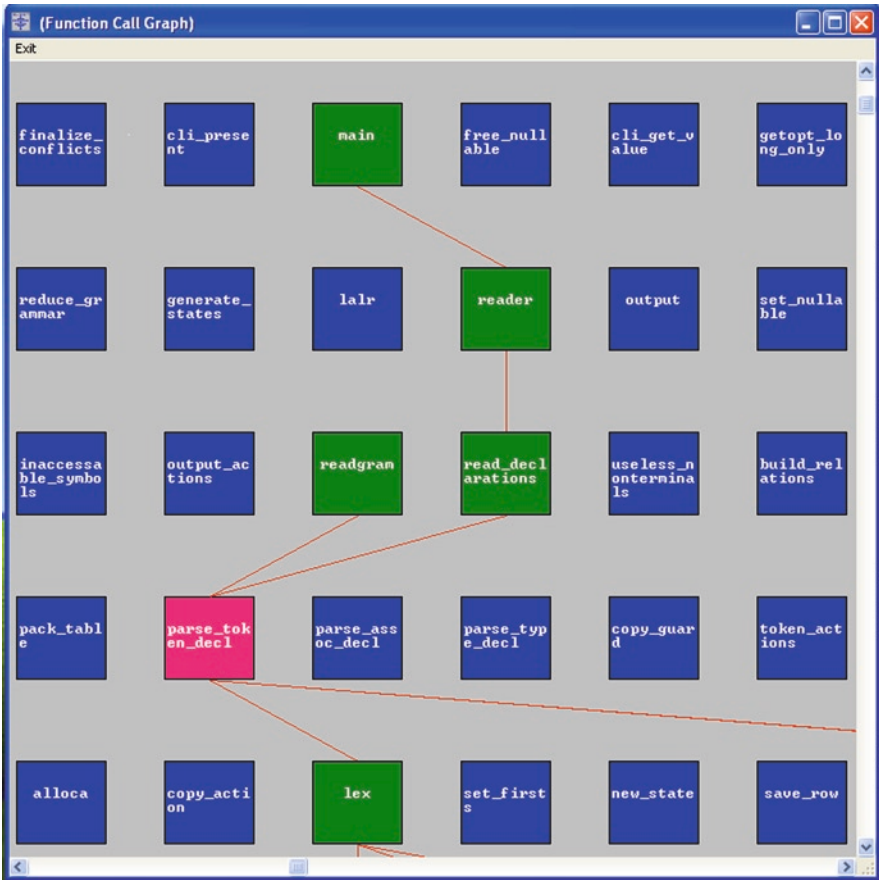 (Function Call Graph)
Exit
finalize_
conflicts
cli_prese
nt
main
free_null
able
cli_get_v
alue
getopt_lo
ng_only
reduce_gr
ammar
generate_
states
lalr
reader
output
set_nulla
ble
inaccessa
ble_symbo
ls
output_ac
tions
readgram
read_decl
arations
useless_n
ontermina
ls
build_rel
ations
pack_tabl
e
parse_tok
en_decl
parse_ass
oc_decl
parse_typ
e_decl
copy_guar
d
token_act
ions
alloca
copy_acti
on
lex
set_first
s
new_state
save_row